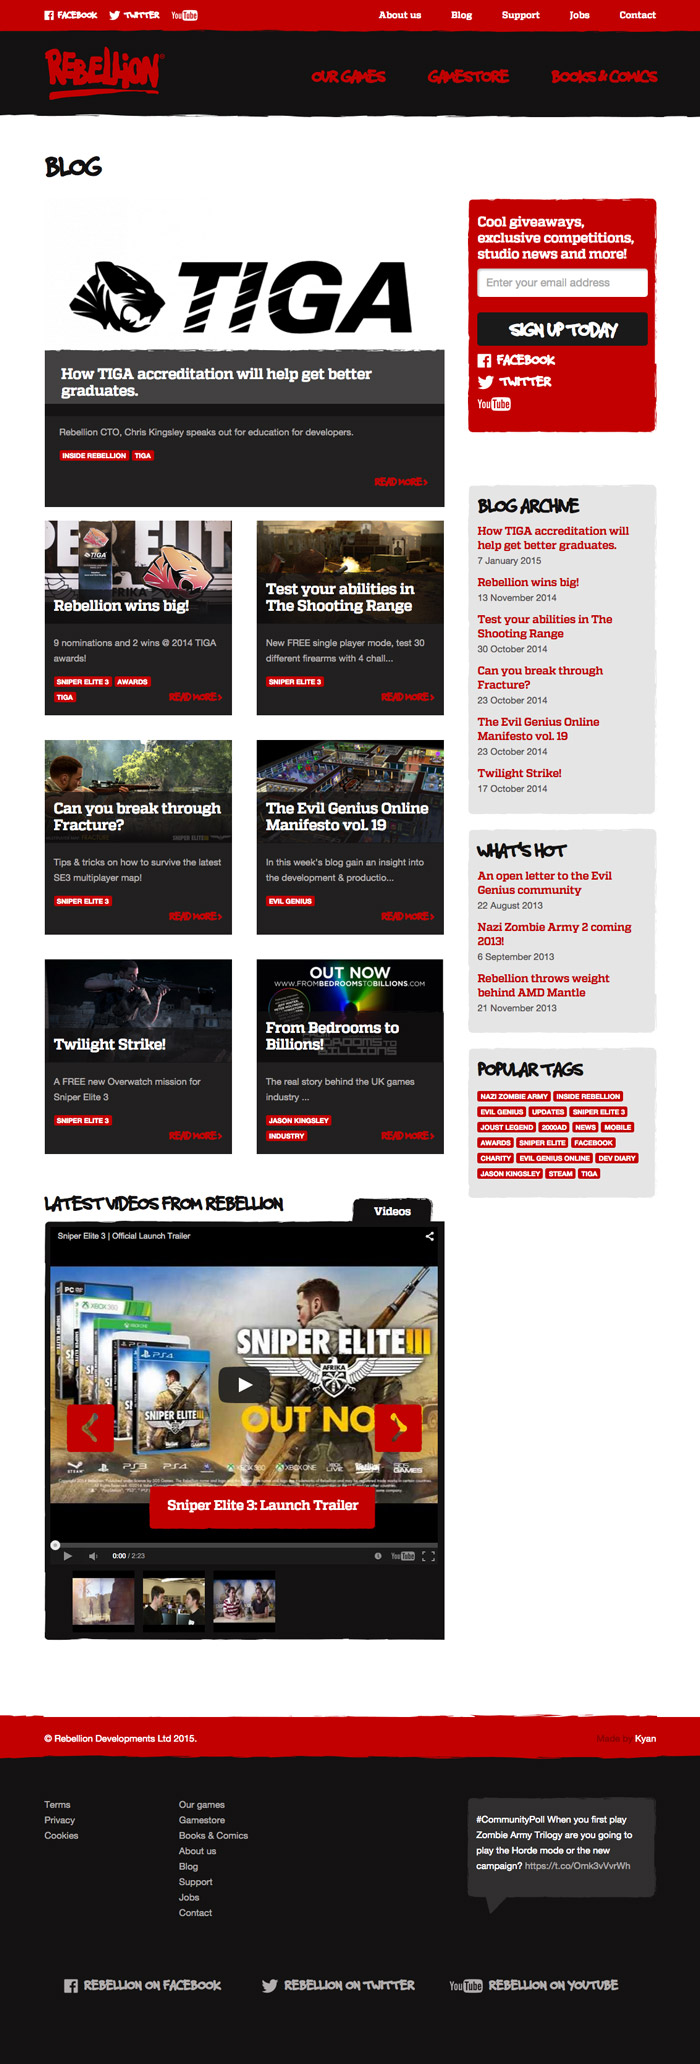 FACEBOOK TWITTER YouTube
About us Blog Support Jobs Contact
REBELLION
OUR GAMES GAMESTORE BOOKS & COMICS
BLOG
TIGA
How TIGA accreditation will help get better
graduates.
Rebellion CTO, Chris Kingsley speaks out for education for developers.
INSIDE REBELLION TIGA
READ MORE >
Rebellion wins big!
9 nominations and 2 wins @ 2014 TIGA
awards!
SNIPER ELITE 3 AWARDS
TIGA
READ MORE >
Test your abilities in
The Shooting Range
New FREE single player mode, test 30
different firearms with 4 chall...
SNIPER ELITE 3
READ MORE >
Can you break through
Fracture?
Tips & tricks on how to survive the latest
SE3 multiplayer map!
SNIPER ELITE 3
READ MORE >
The Evil Genius Online
Manifesto vol. 19
In this week's blog gain an insight into
the development & productio...
EVIL GENIUS
READ MORE >
Twilight Strike!
A FREE new Overwatch mission for
Sniper Elite 3
SNIPER ELITE 3
READ MORE >
OUT NOW
WWW.FROMBEDROOMSTOBILLIONS.COM
From Bedrooms to
Billions!
The real story behind the UK games
industry ...
JASON KINGSLEY
INDUSTRY
READ MORE >
LATEST VIDEOS FROM REBELLION
Videos
Sniper Elite 3 | Official Launch Trailer
SNIPER ELITE III
AFRIKA
OUT NO
Sniper Elite 3: Launch Trailer
0:00 / 2:23
YouTube
Cool giveaways,
exclusive competitions,
studio news and more!
Enter your email address
SIGN UP TODAY
FACEBOOK
TWITTER
YouTube
BLOG ARCHIVE
How TIGA accreditation will
help get better graduates.
7 January 2015
Rebellion wins big!
13 November 2014
Test your abilities in The
Shooting Range
30 October 2014
Can you break through
Fracture?
23 October 2014
The Evil Genius Online
Manifesto vol. 19
23 October 2014
Twilight Strike!
17 October 2014
WHAT'S HOT
An open letter to the Evil
Genius community
22 August 2013
Nazi Zombie Army 2 coming
2013!
6 September 2013
Rebellion throws weight
behind AMD Mantle
21 November 2013
POPULAR TAGS
NAZI ZOMBIE ARMY INSIDE REBELLION
EVIL GENIUS UPDATES SNIPER ELITE 3
JOUST LEGEND 2000AD NEWS MOBILE
AWARDS SNIPER ELITE FACEBOOK
CHARITY EVIL GENIUS ONLINE DEV DIARY
JASON KINGSLEY STEAM TIGA
© Rebellion Developments Ltd 2015.
Made by Kyan
Terms
Privacy
Cookies
Our games
Gamestore
Books & Comics
About us
Blog
Support
Jobs
Contact
#CommunityPoll When you first play
Zombie Army Trilogy are you going to
play the Horde mode or the new
campaign? https://t.co/Omk3vVvrWh
REBELLION ON FACEBOOK
REBELLION ON TWITTER
YouTube REBELLION ON YOUTUBE